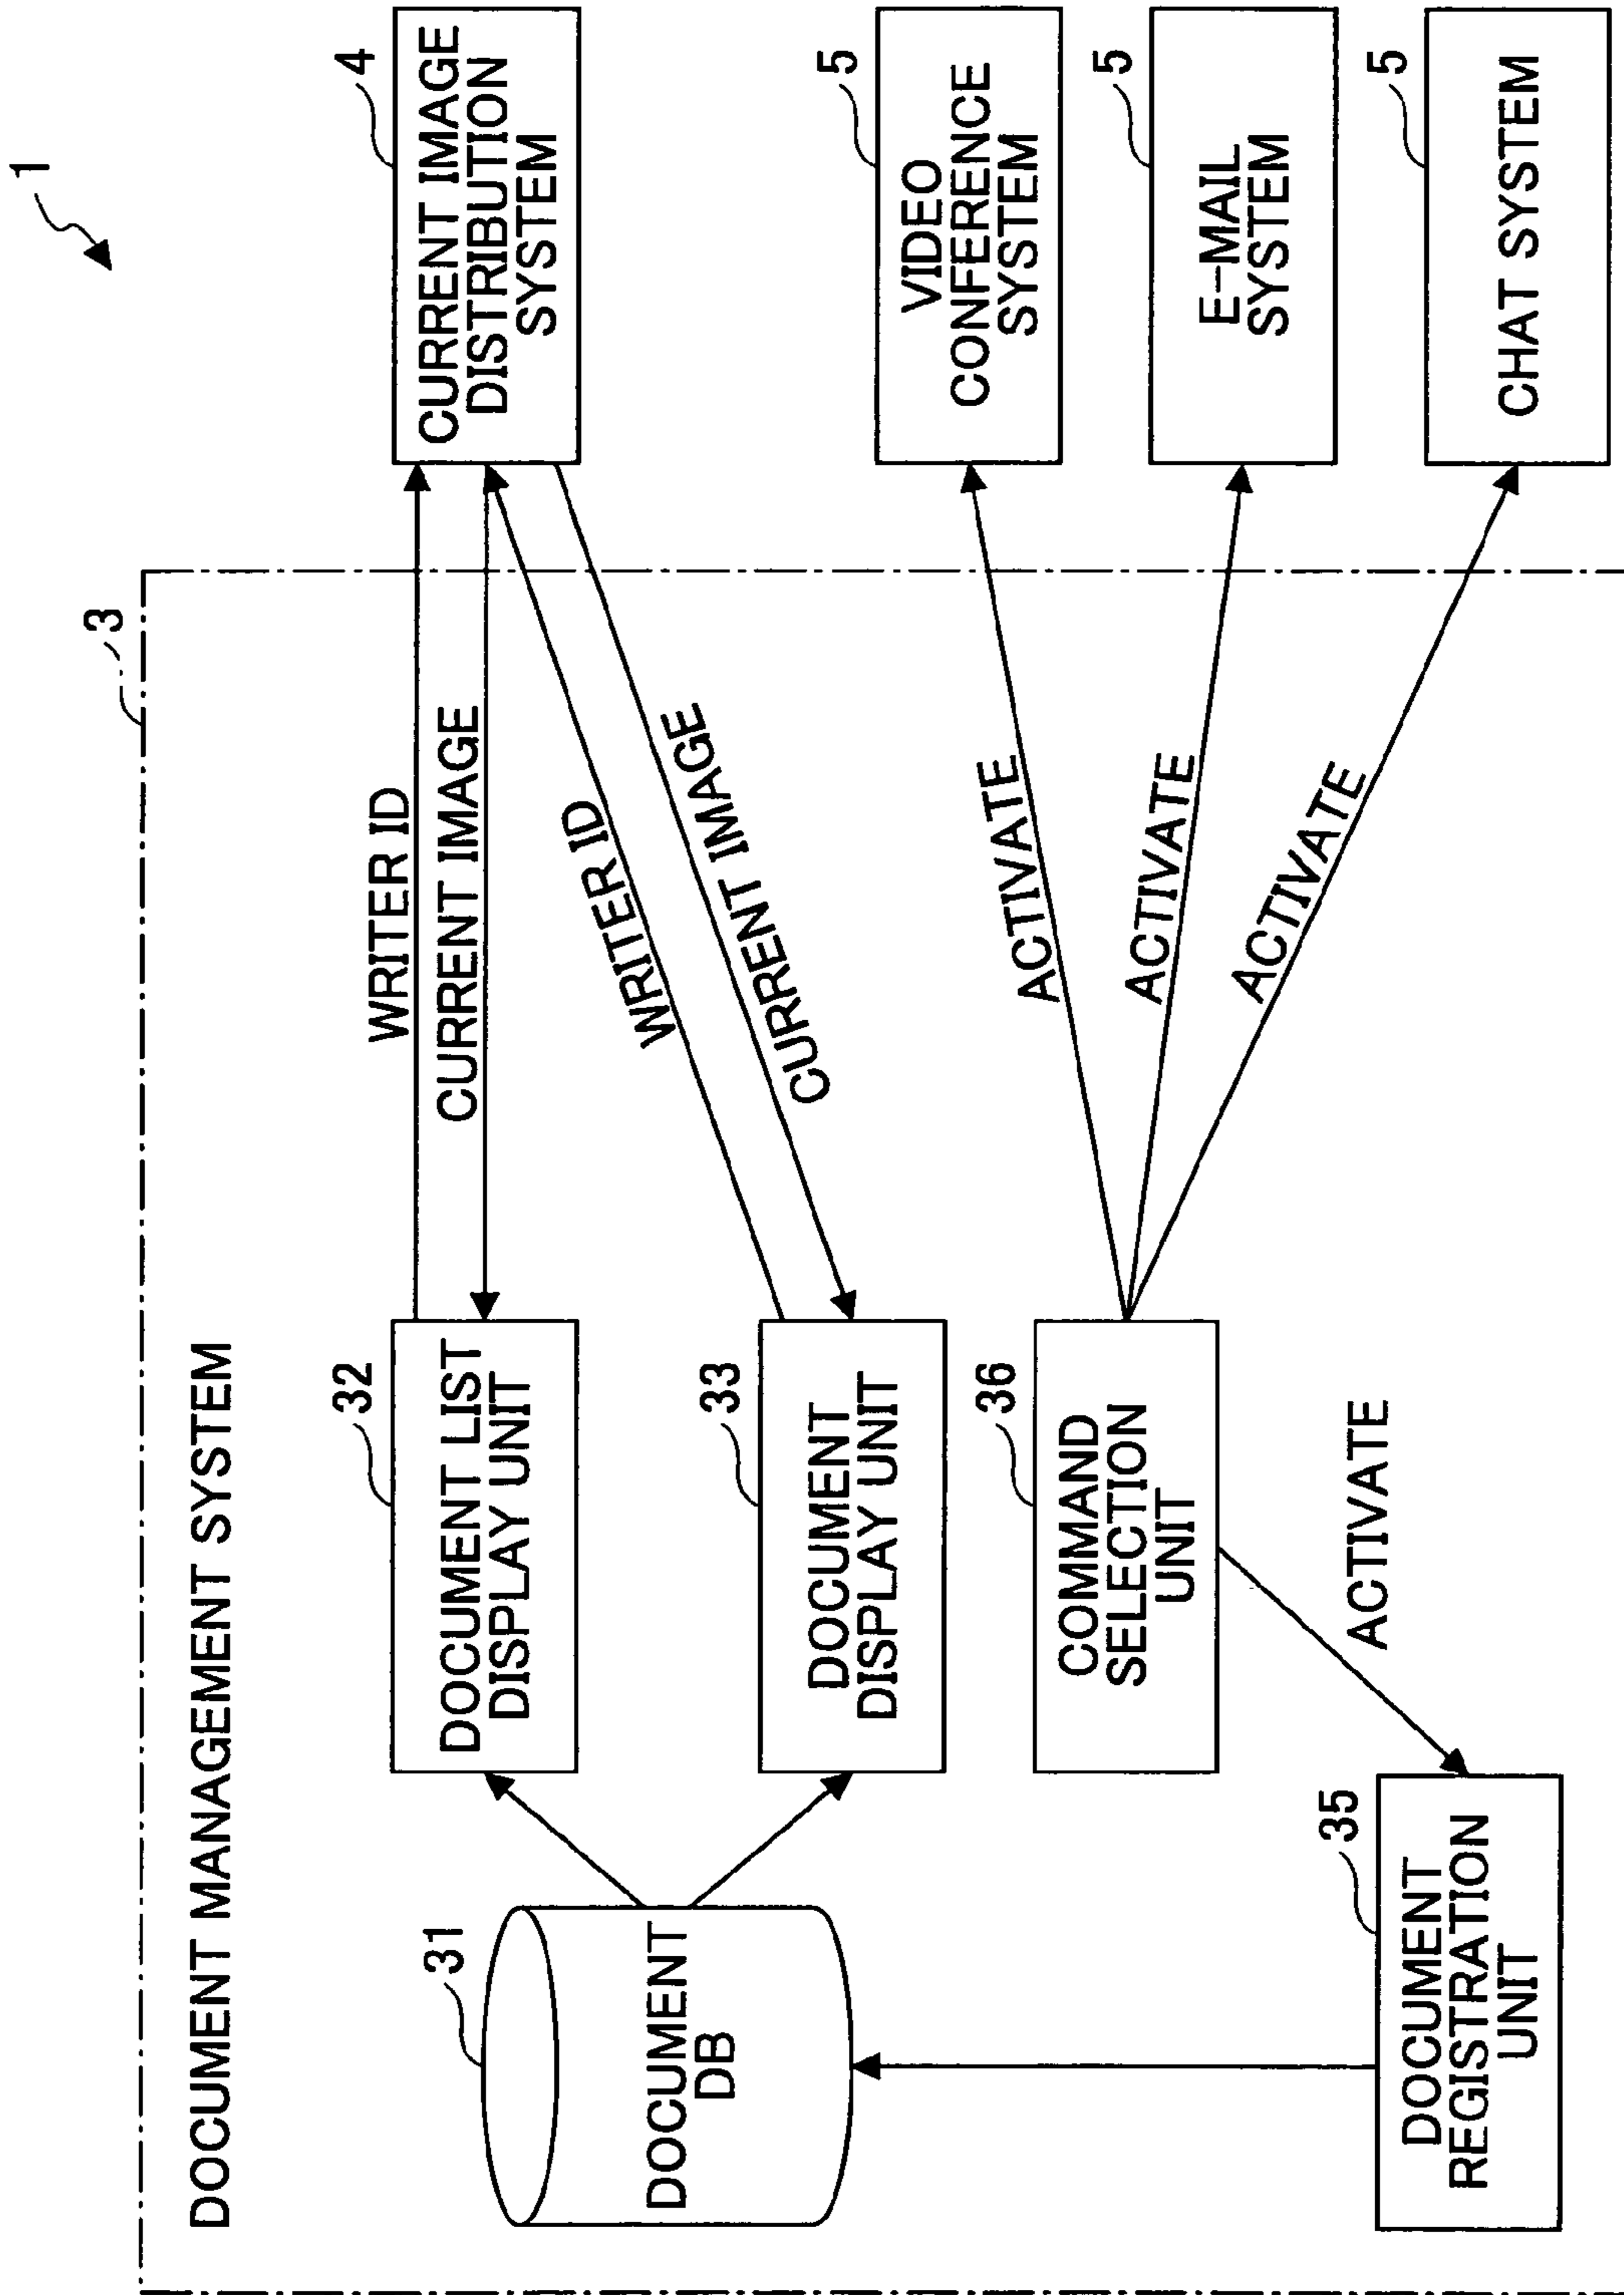 1
3
DOCUMENT MANAGEMENT SYSTEM
31
DOCUMENT
DB
32
DOCUMENT LIST
DISPLAY UNIT
WRITER ID
CURRENT IMAGE
4
CURRENT IMAGE
DISTRIBUTION
SYSTEM
33
DOCUMENT
DISPLAY UNIT
WRITER ID
CURRENT IMAGE
36
COMMAND
SELECTION
UNIT
ACTIVATE
5
VIDEO
CONFERENCE
SYSTEM
ACTIVATE
5
E-MAIL
SYSTEM
ACTIVATE
5
CHAT SYSTEM
ACTIVATE
35
DOCUMENT
REGISTRATION
UNIT